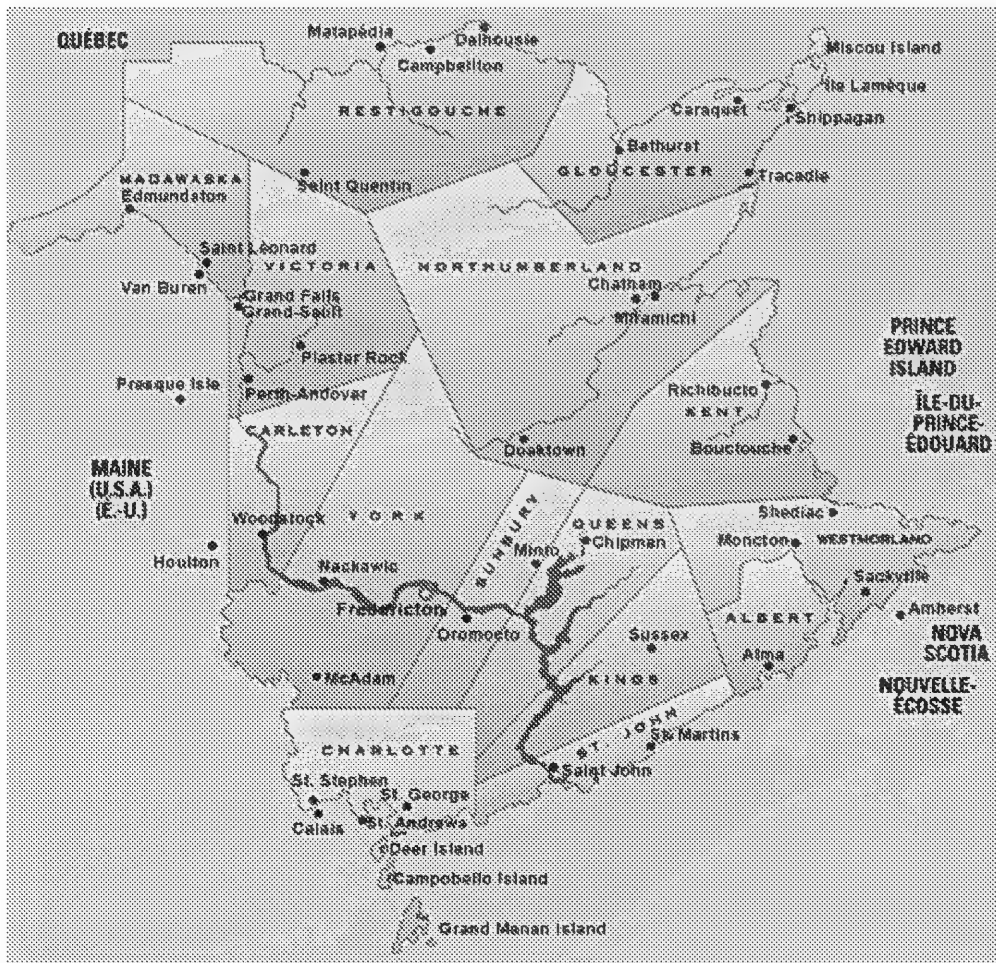 QUÉBEC
Matapédia
Dalhousie
Campbellton
Miscou Island
Île Lamèque
RESTIGOUCHE
Caraquet
Shippagan
Bathurst
GLOUCESTER
Tracadie
MADAWASKA
Edmundston
Saint Quentin
Saint Léonard
VICTORIA
NORTHUMBERLAND
Van Buren
Grand Falls
Grand-Sault
Chatham
Miramichi
PRINCE
EDWARD
ISLAND
ÎLE-DU-
PRINCE-
ÉDOUARD
Plaster Rock
Presque Isle
Perth-Andover
Richibucto
KENT
CARLETON
Doaktown
Bouctouche
MAINE
(U.S.A.)
(É.-U.)
Woodstock
YORK
SUNBURY
QUEENS
Shediac
Houlton
Minto
Chipman
Moncton
WESTMORLAND
Nackawic
Sackville
Fredericton
Oromocto
Amherst
ALBERT
Sussex
NOVA
SCOTIA
McAdam
KINGS
Alma
NOUVELLE-
ÉCOSSE
CHARLOTTE
ST. JOHN
St. Martins
St. Stephen
St. George
Saint John
Calais
St. Andrews
Deer Island
Campobello Island
Grand Manan Island